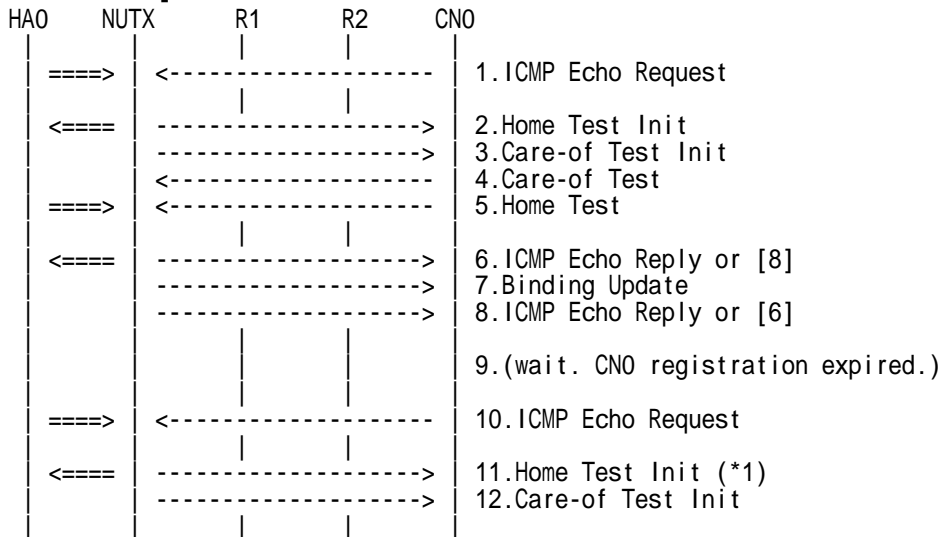 HA0 NUTX R1 R2 CN0
====> <--------------------- 1.ICMP Echo Request
<==== ---------------------> 2.Home Test Init
---------------------> 3.Care-of Test Init
<--------------------- 4.Care-of Test
====> <--------------------- 5.Home Test
<==== ---------------------> 6.ICMP Echo Reply or [8]
---------------------> 7.Binding Update
---------------------> 8.ICMP Echo Reply or [6]
9.(wait. CN0 registration expired.)
====> <--------------------- 10.ICMP Echo Request
<==== ---------------------> 11.Home Test Init (*1)
---------------------> 12.Care-of Test Init